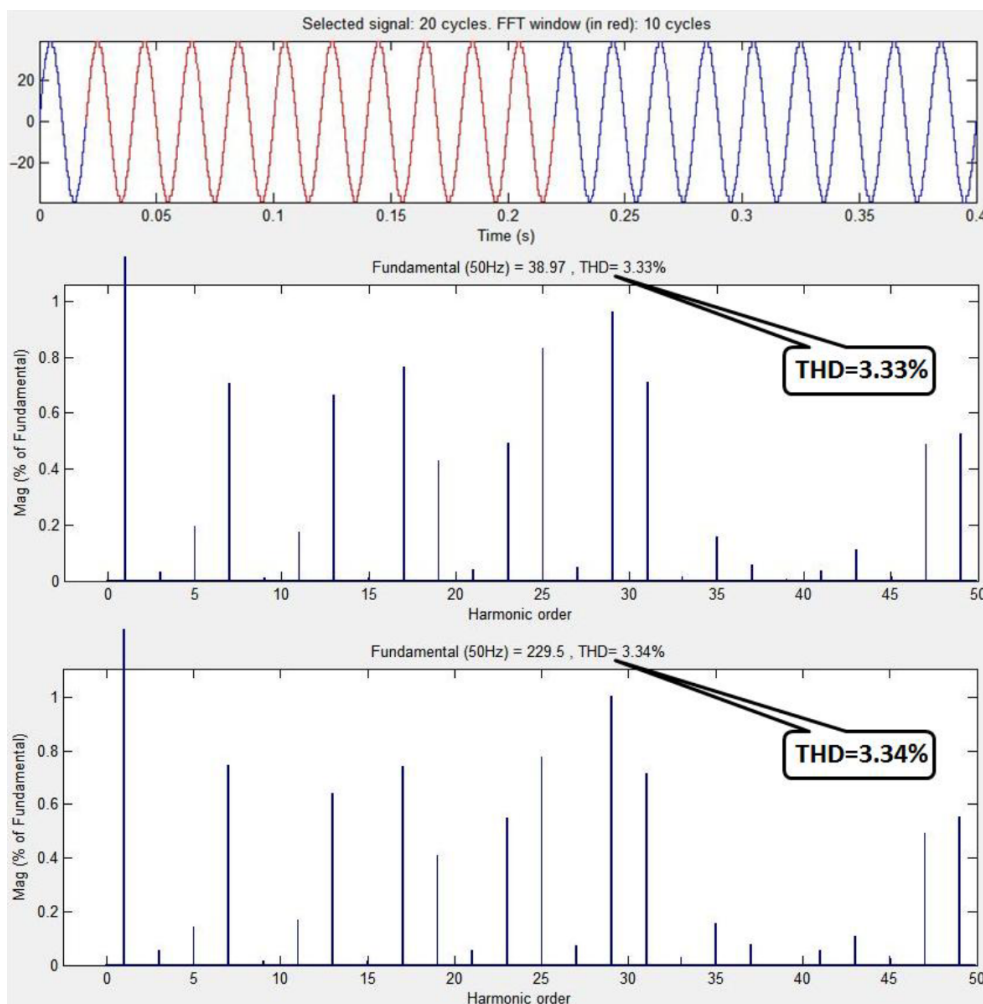 Selected signal: 20 cycles. FFT window (in red): 10 cycles
20
0
−20
0 0.05 0.1 0.15 0.2 0.25 0.3 0.35 0.4
Time (s)
Fundamental (50Hz) = 38.97 , THD= 3.33%
THD=3.33%
Mag (% of Fundamental)
1
0.8
0.6
0.4
0.2
0
0 5 10 15 20 25 30 35 40 45 50
Harmonic order
Fundamental (50Hz) = 229.5 , THD= 3.34%
THD=3.34%
Mag (% of Fundamental)
1
0.8
0.6
0.4
0.2
0
0 5 10 15 20 25 30 35 40 45 50
Harmonic order